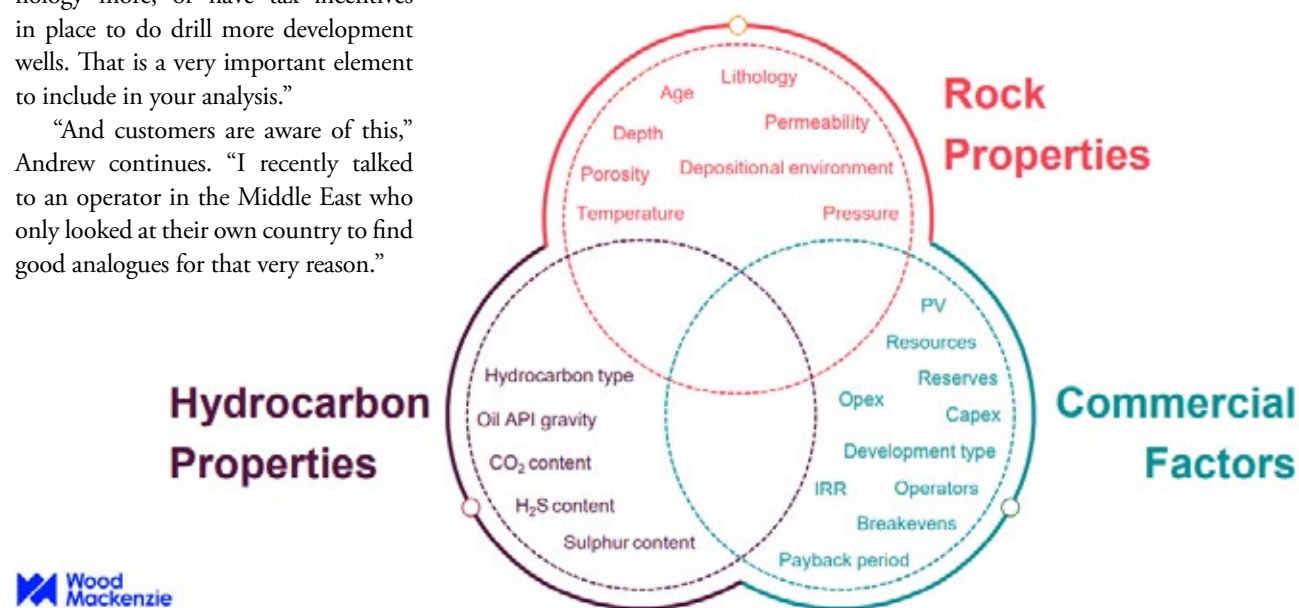 nology more, or have tax incentives
in place to do drill more development
wells. That is a very important element
to include in your analysis.”
“And customers are aware of this,”
Andrew continues. “I recently talked
to an operator in the Middle East who
only looked at their own country to find
good analogues for that very reason.”
Rock
Properties
Lithology
Age
Permeability
Depth
Depositional environment
Porosity
Temperature
Pressure
Hydrocarbon
Properties
Hydrocarbon type
Oil API gravity
CO₂ content
H₂S content
Sulphur content
Commercial
Factors
PV
Resources
Reserves
Opex
Capex
Development type
IRR
Operators
Breakevens
Payback period
Wood
Mackenzie